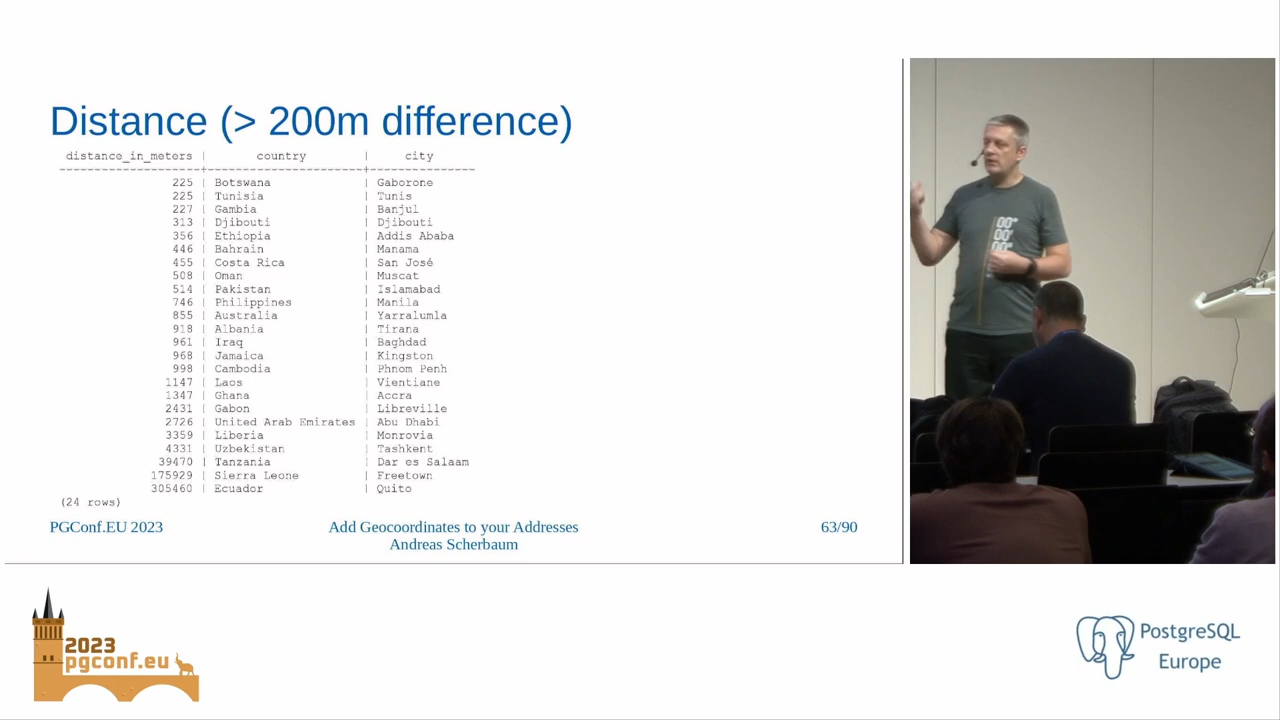 Distance (> 200m difference)
distance_in_meters | country | city
--------------------+---------------------+---------------
225 | Botswana | Gaborone
225 | Tunisia | Tunis
227 | Gambia | Banjul
313 | Djibouti | Djibouti
356 | Ethiopia | Addis Ababa
446 | Bahrain | Manama
455 | Costa Rica | San José
508 | Oman | Muscat
514 | Pakistan | Islamabad
746 | Philippines | Manila
855 | Australia | Yarralumla
918 | Albania | Tirana
961 | Iraq | Baghdad
968 | Jamaica | Kingston
998 | Cambodia | Phnom Penh
1147 | Laos | Vientiane
1347 | Ghana | Accra
2431 | Gabon | Libreville
2726 | United Arab Emirates | Abu Dhabi
3359 | Liberia | Monrovia
4331 | Uzbekistan | Tashkent
39470 | Tanzania | Dar es Salaam
175929 | Sierra Leone | Freetown
305460 | Ecuador | Quito
(24 rows)
PGConf.EU 2023
Add Geocoordinates to your Addresses
Andreas Scherbaum
63/90
00°
00'
00"
2023
pgconf.eu
PostgreSQL
Europe